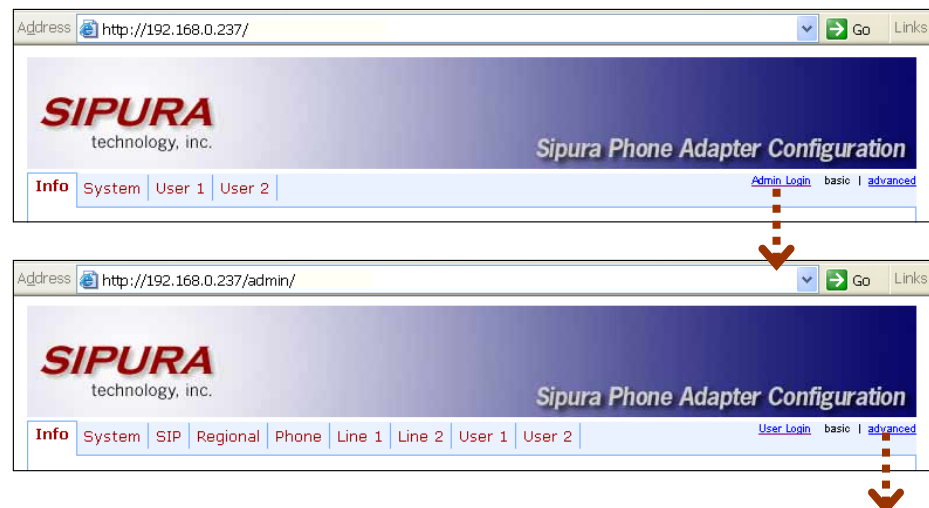 Address http://192.168.0.237/ Go Links
SIPURA
technology, inc.
Sipura Phone Adapter Configuration
Info System User 1 User 2 Admin Login basic | advanced
Address http://192.168.0.237/admin/ Go Links
SIPURA
technology, inc.
Sipura Phone Adapter Configuration
Info System SIP Regional Phone Line 1 Line 2 User 1 User 2 User Login basic | advanced